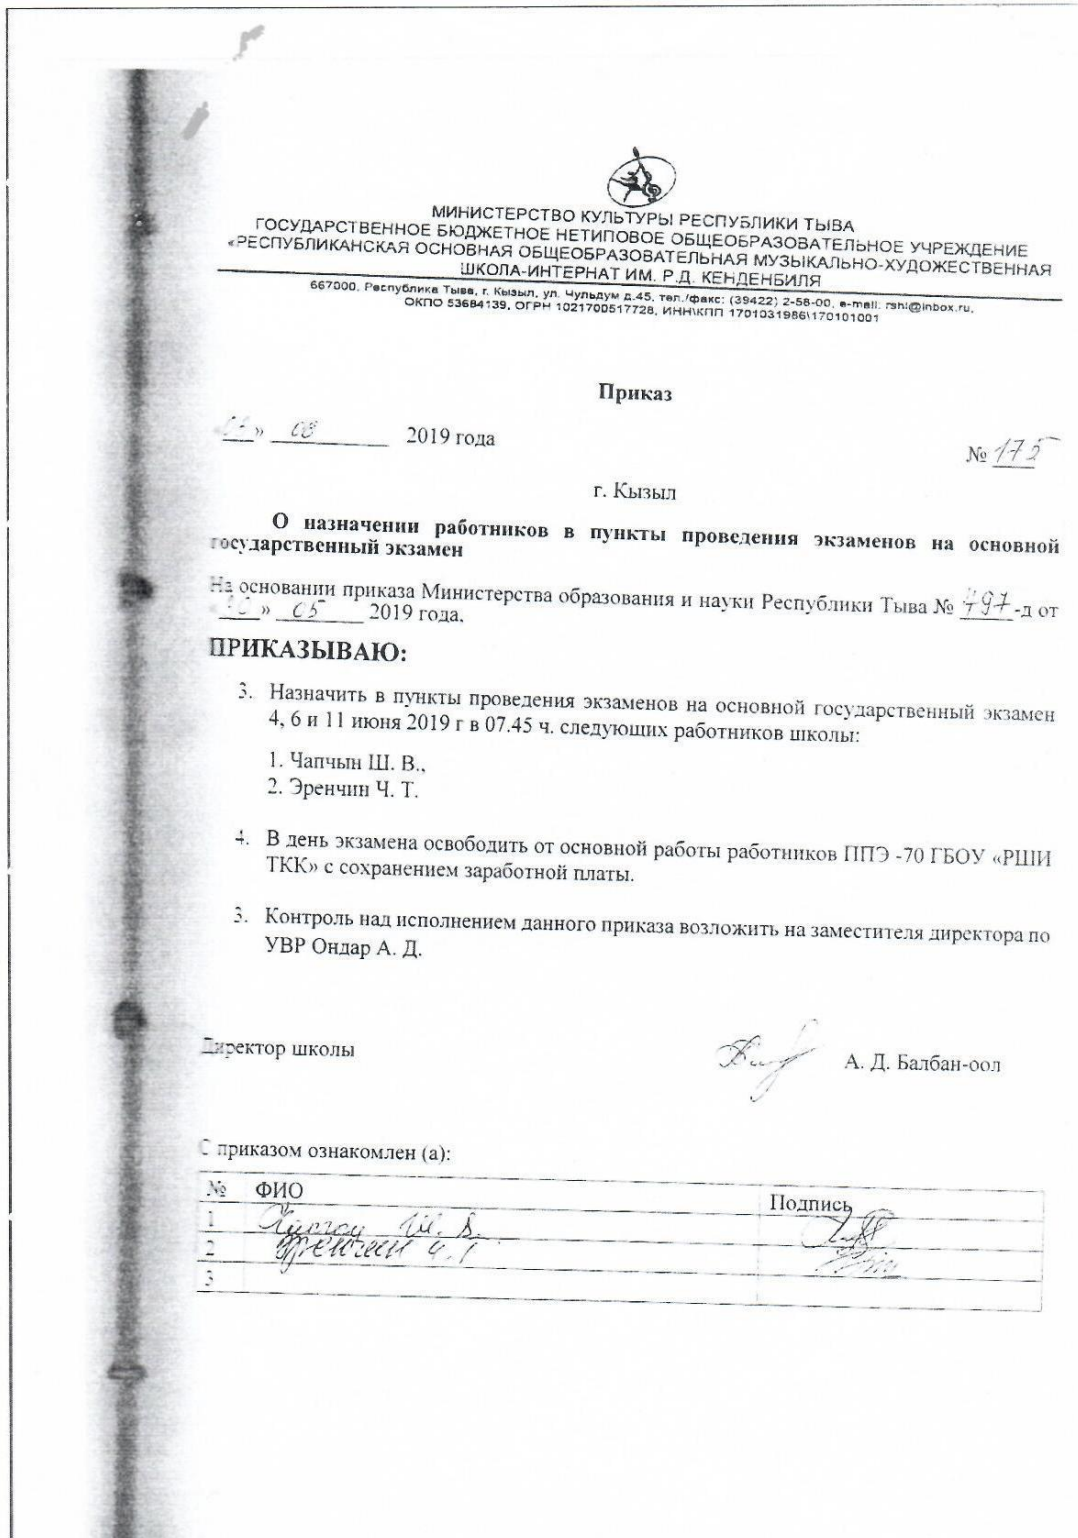 МИНИСТЕРСТВО КУЛЬТУРЫ РЕСПУБЛИКИ ТЫВА
ГОСУДАРСТВЕННОЕ БЮДЖЕТНОЕ НЕТИПОВОЕ ОБЩЕОБРАЗОВАТЕЛЬНОЕ УЧРЕЖДЕНИЕ
«РЕСПУБЛИКАНСКАЯ ОСНОВНАЯ ОБЩЕОБРАЗОВАТЕЛЬНАЯ МУЗЫКАЛЬНО-ХУДОЖЕСТВЕННАЯ
ШКОЛА-ИНТЕРНАТ ИМ. Р.Д. КЕНДЕНБИЛЯ
667000, Республика Тыва, г. Кызыл, ул. Чульдум д.45, тел./факс: (39422) 2-58-00, e-mail: rshi@inbox.ru,
ОКПО 53684139, ОГРН 1021700517728, ИНН\КПП 1701031986\170101001
Приказ
» 2019 года
№ 175
г. Кызыл
О назначении работников в пункты проведения экзаменов на основной
государственный экзамен
На основании приказа Министерства образования и науки Республики Тыва № 497-д от
» 05 2019 года,
ПРИКАЗЫВАЮ:
3. Назначить в пункты проведения экзаменов на основной государственный экзамен
4, 6 и 11 июня 2019 г в 07.45 ч. следующих работников школы:
1. Чапчын Ш. В.,
2. Эренчин Ч. Т.
4. В день экзамена освободить от основной работы работников ППЭ -70 ГБОУ «РШИ
ТКК» с сохранением заработной платы.
3. Контроль над исполнением данного приказа возложить на заместителя директора по
УВР Ондар А. Д.
Директор школы А. Д. Балбан-оол
С приказом ознакомлен (а):
№ ФИО Подпись
1 Ш. В.
2 Эренчин Ч. Т
3